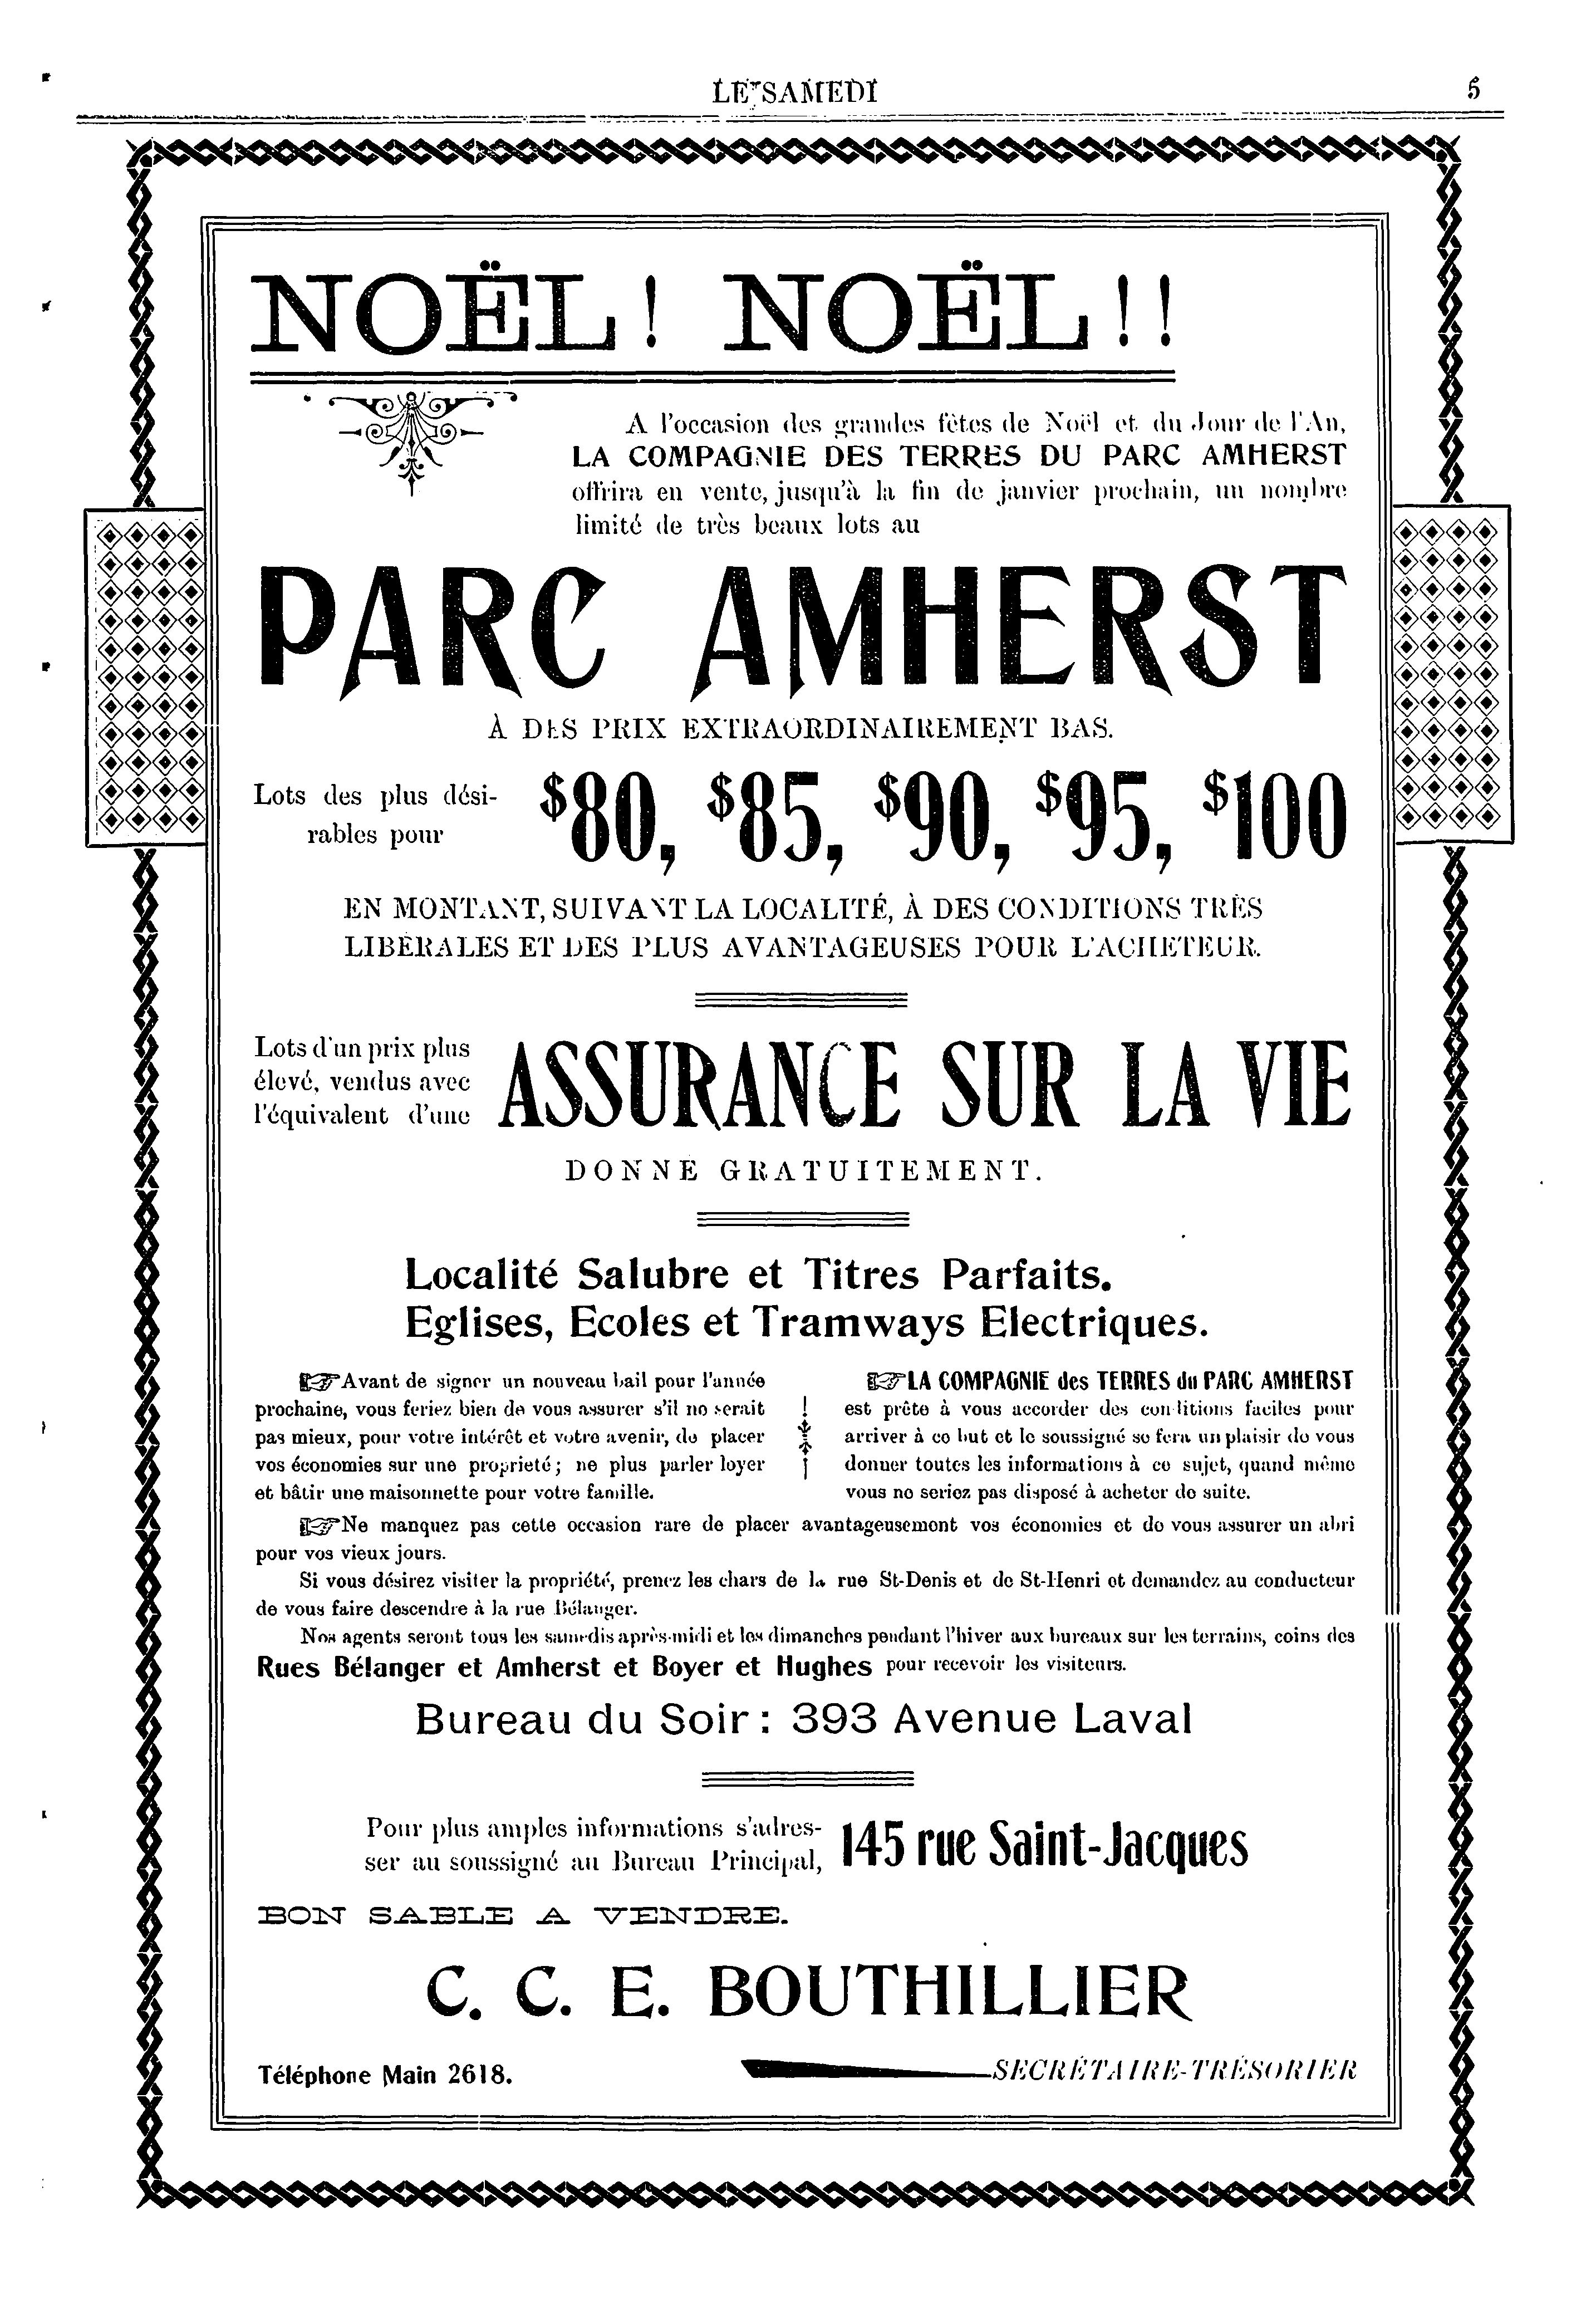 LE SAMEDI
5
NOËL ! NOËL ! !
A l'occasion des grandes fêtes de Noël et du Jour de l'An,
LA COMPAGNIE DES TERRES DU PARC AMHERST
offrira en vente, jusqu'à la fin de janvier prochain, un nombre
limité de très beaux lots au
PARC AMHERST
À DES PRIX EXTRAORDINAIREMENT BAS.
Lots des plus dési-
rables pour
$80, $85, $90, $95, $100
EN MONTANT, SUIVANT LA LOCALITÉ, À DES CONDITIONS TRÈS
LIBÉRALES ET DES PLUS AVANTAGEUSES POUR L'ACHETEUR.
Lots d'un prix plus
élevé, vendus avec
l'équivalent d'une
ASSURANCE SUR LA VIE
DONNÉ GRATUITEMENT.
Localité Salubre et Titres Parfaits.
Eglises, Ecoles et Tramways Electriques.
☞Avant de signer un nouveau bail pour l'année
prochaine, vous feriez bien de vous assurer s'il ne serait
pas mieux, pour votre intérêt et votre avenir, de placer
vos économies sur une proprieté ; ne plus parler loyer
et bâtir une maisonnette pour votre famille.
☞LA COMPAGNIE des TERRES du PARC AMHERST
est prête à vous accorder des conditions faciles pour
arriver à ce but et le soussigné se fera un plaisir de vous
donner toutes les informations à ce sujet, quand même
vous ne seriez pas disposé à acheter de suite.
☞Ne manquez pas cette occasion rare de placer avantageusement vos économies et de vous assurer un abri
pour vos vieux jours.
Si vous désirez visiter la propriété, prenez les chars de la rue St-Denis et de St-Henri et demandez au conducteur
de vous faire descendre à la rue Bélanger.
Nos agents seront tous les samedis après-midi et les dimanches pendant l'hiver aux bureaux sur les terrains, coins des
Rues Bélanger et Amherst et Boyer et Hughes pour recevoir les visiteurs.
Bureau du Soir : 393 Avenue Laval
Pour plus amples informations s'adres-
ser au soussigné au Bureau Principal,
145 rue Saint-Jacques
BON SABLE A VENDRE.
C. C. E. BOUTHILLIER
Téléphone Main 2618.
SECRÉTAIRE-TRÉSORIER